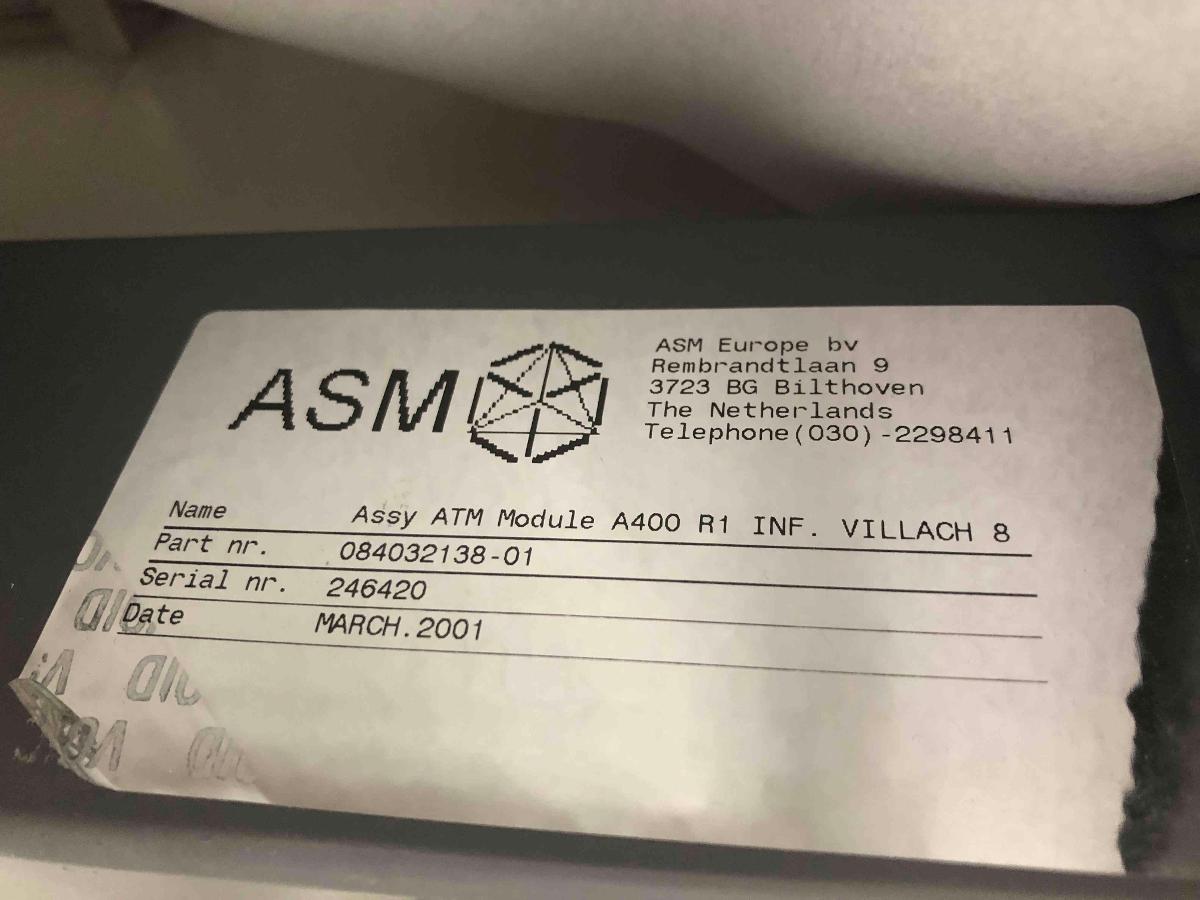 ASM
ASM Europe bv
Rembrandtlaan 9
3723 BG Bilthoven
The Netherlands
Telephone(030)-2298411
Name Assy ATM Module A400 R1 INF. VILLACH 8
Part nr. 084032138-01
Serial nr. 246420
Date MARCH.2001
VOID